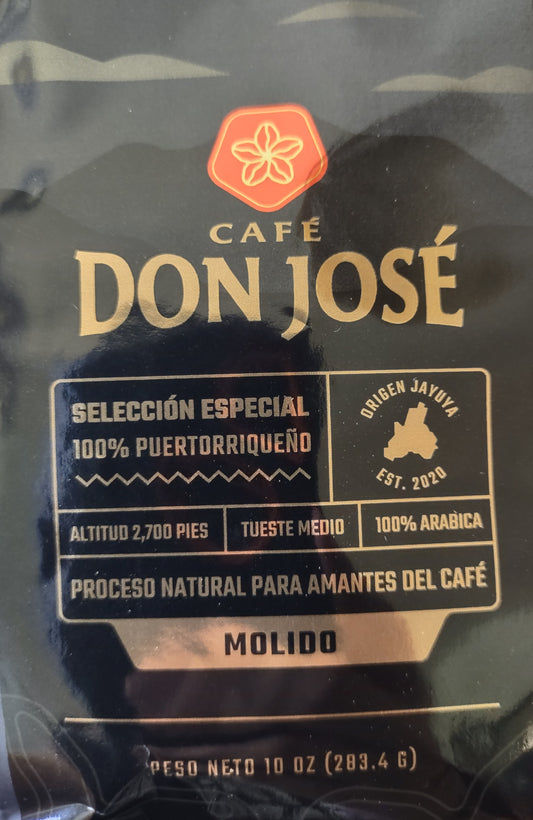 CAFÉ
DON JOSÉ
SELECCIÓN ESPECIAL
100% PUERTORRIQUEÑO
ORIGEN JAYUYA
EST. 2020
ALTITUD 2,700 PIES
TUESTE MEDIO
100% ARABICA
PROCESO NATURAL PARA AMANTES DEL CAFÉ
MOLIDO
PESO NETO 10 OZ (283.4 G)